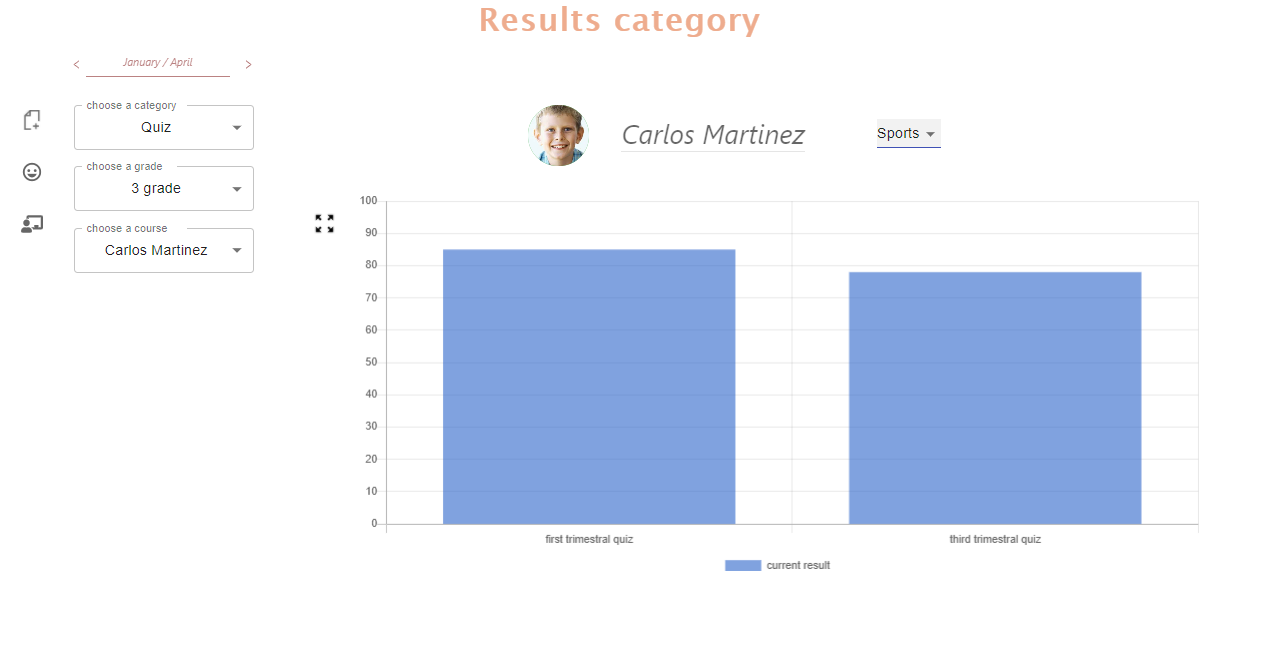 Results category
< January / April >
choose a category
Quiz
choose a grade
3 grade
choose a course
Carlos Martinez
Carlos Martinez
Sports
100
90
80
70
60
50
40
30
20
10
0
first trimestral quiz third trimestral quiz
current result